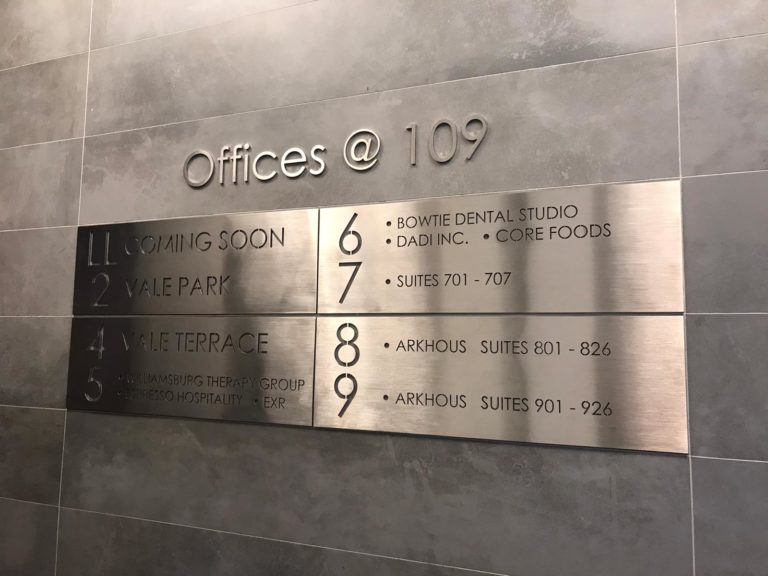 Offices @ 109
LL COMING SOON
2 VALE PARK
4 VALE TERRACE
5 • WILLIAMSBURG THERAPY GROUP
• ESPRESSO HOSPITALITY • EXR
6 • BOWTIE DENTAL STUDIO
• DADI INC. • CORE FOODS
7 • SUITES 701 - 707
8 • ARKHOUS SUITES 801 - 826
9 • ARKHOUS SUITES 901 - 926